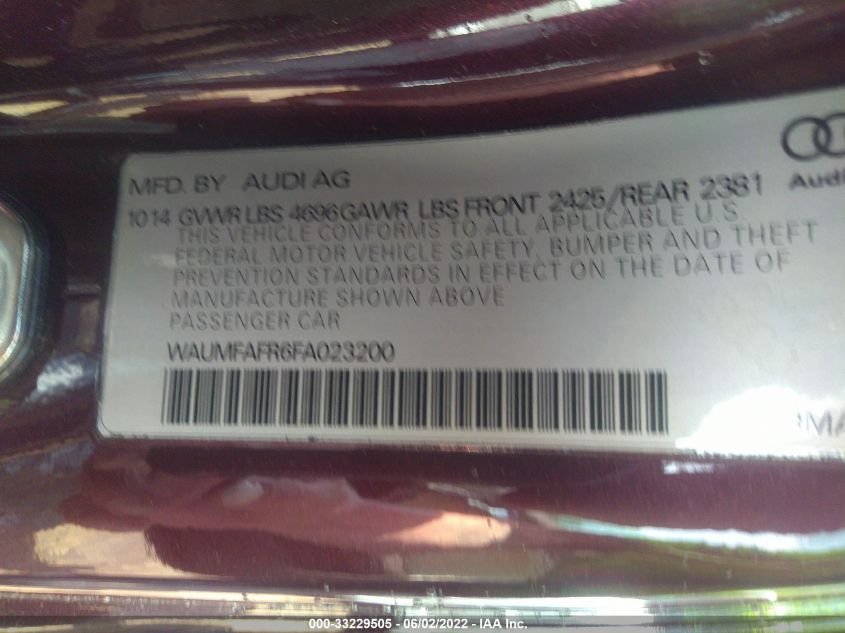 MFD. BY AUDI AG
1014 GVWR LBS 4696 GAWR LBS FRONT 2425/REAR 2381
THIS VEHICLE CONFORMS TO ALL APPLICABLE U.S.
FEDERAL MOTOR VEHICLE SAFETY, BUMPER AND THEFT
PREVENTION STANDARDS IN EFFECT ON THE DATE OF
MANUFACTURE SHOWN ABOVE
PASSENGER CAR
WAUMFAFR6FA023200
Audi
000-33229505 - 06/02/2022 - IAA Inc.